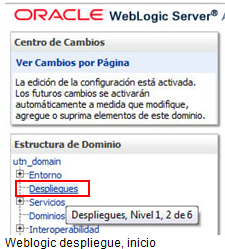 ORACLE WebLogic Server®
Centro de Cambios
Ver Cambios por Página
La edición de la configuración está activada.
Los futuros cambios se activarán
automáticamente a medida que modifique,
agregue o suprima elementos de este dominio.
Estructura de Dominio
utn_domain
Entorno
Despliegues
Servicios
Dominios
Despliegues, Nivel 1, 2 de 6
Interoperabilidad
Weblogic despliegue, inicio